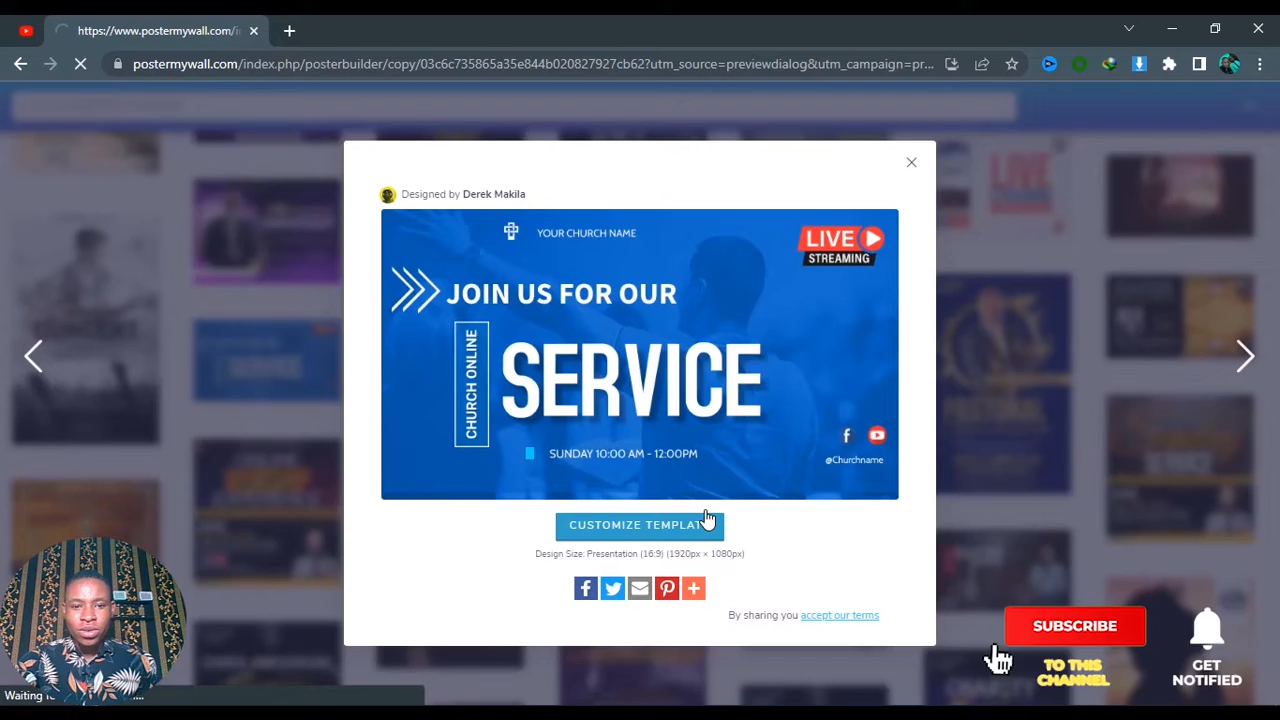 https://www.postermywall.com/i
postermywall.com/index.php/posterbuilder/copy/03c6c735865a35e844b020827927cb62?utm_source=previewdialog&utm_campaign=pr...
Designed by Derek Makila
YOUR CHURCH NAME
LIVE
STREAMING
JOIN US FOR OUR
CHURCH ONLINE
SERVICE
SUNDAY 10:00 AM - 12:00PM
@Churchname
CUSTOMIZE TEMPLAT
Design Size: Presentation (16:9) (1920px × 1080px)
By sharing you accept our terms
SUBSCRIBE
TO THIS
CHANNEL
GET
NOTIFIED
Waiting